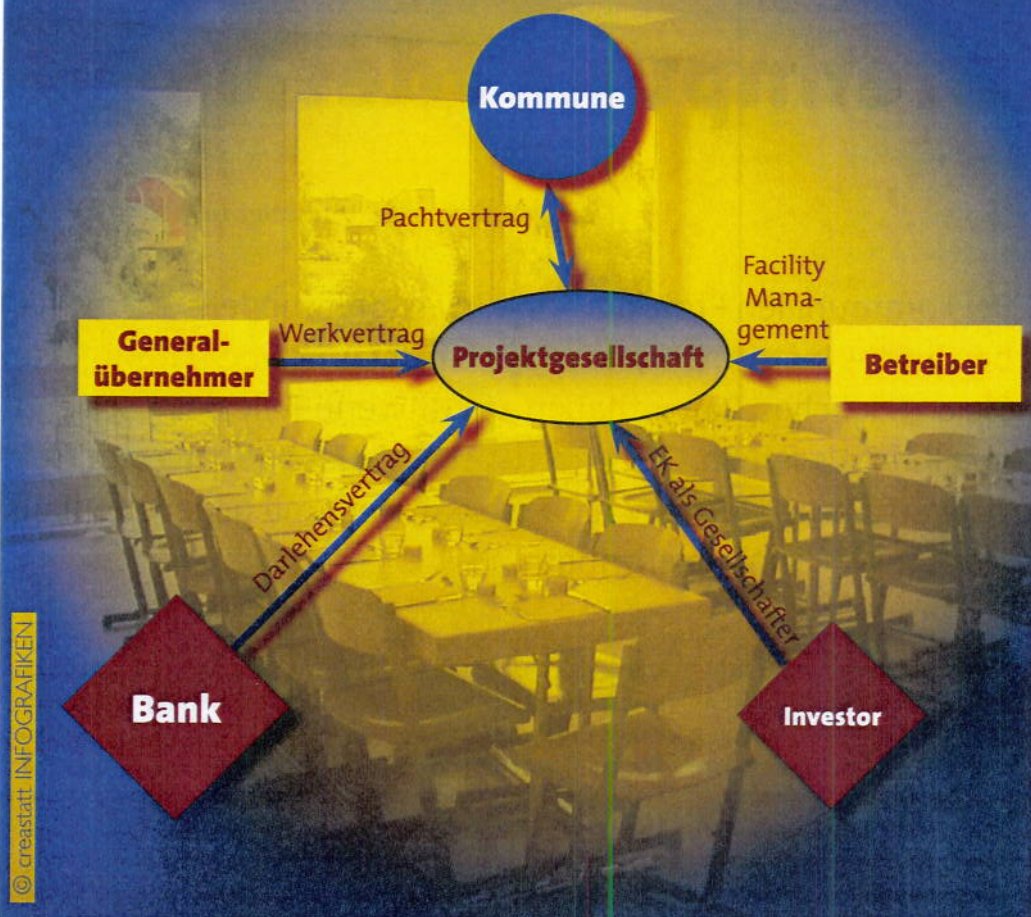 Kommune
Pachtvertrag
Facility
Mana-
gement
General-
übernehmer
Werkvertrag
Projektgesellschaft
Betreiber
Darlehensvertrag
EK als Gesellschafter
Bank
Investor
© creastatt INFOGRAFIKEN